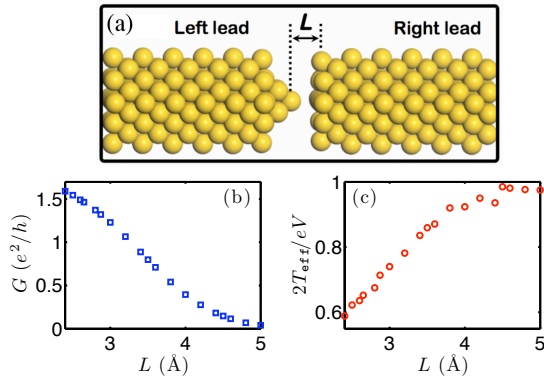 (a) Left lead L Right lead
(b)
G (e²/h)
1.5
1
0.5
0
3 4 5
L (Å)
(c)
2T_eff/eV
1
0.8
0.6
3 4 5
L (Å)